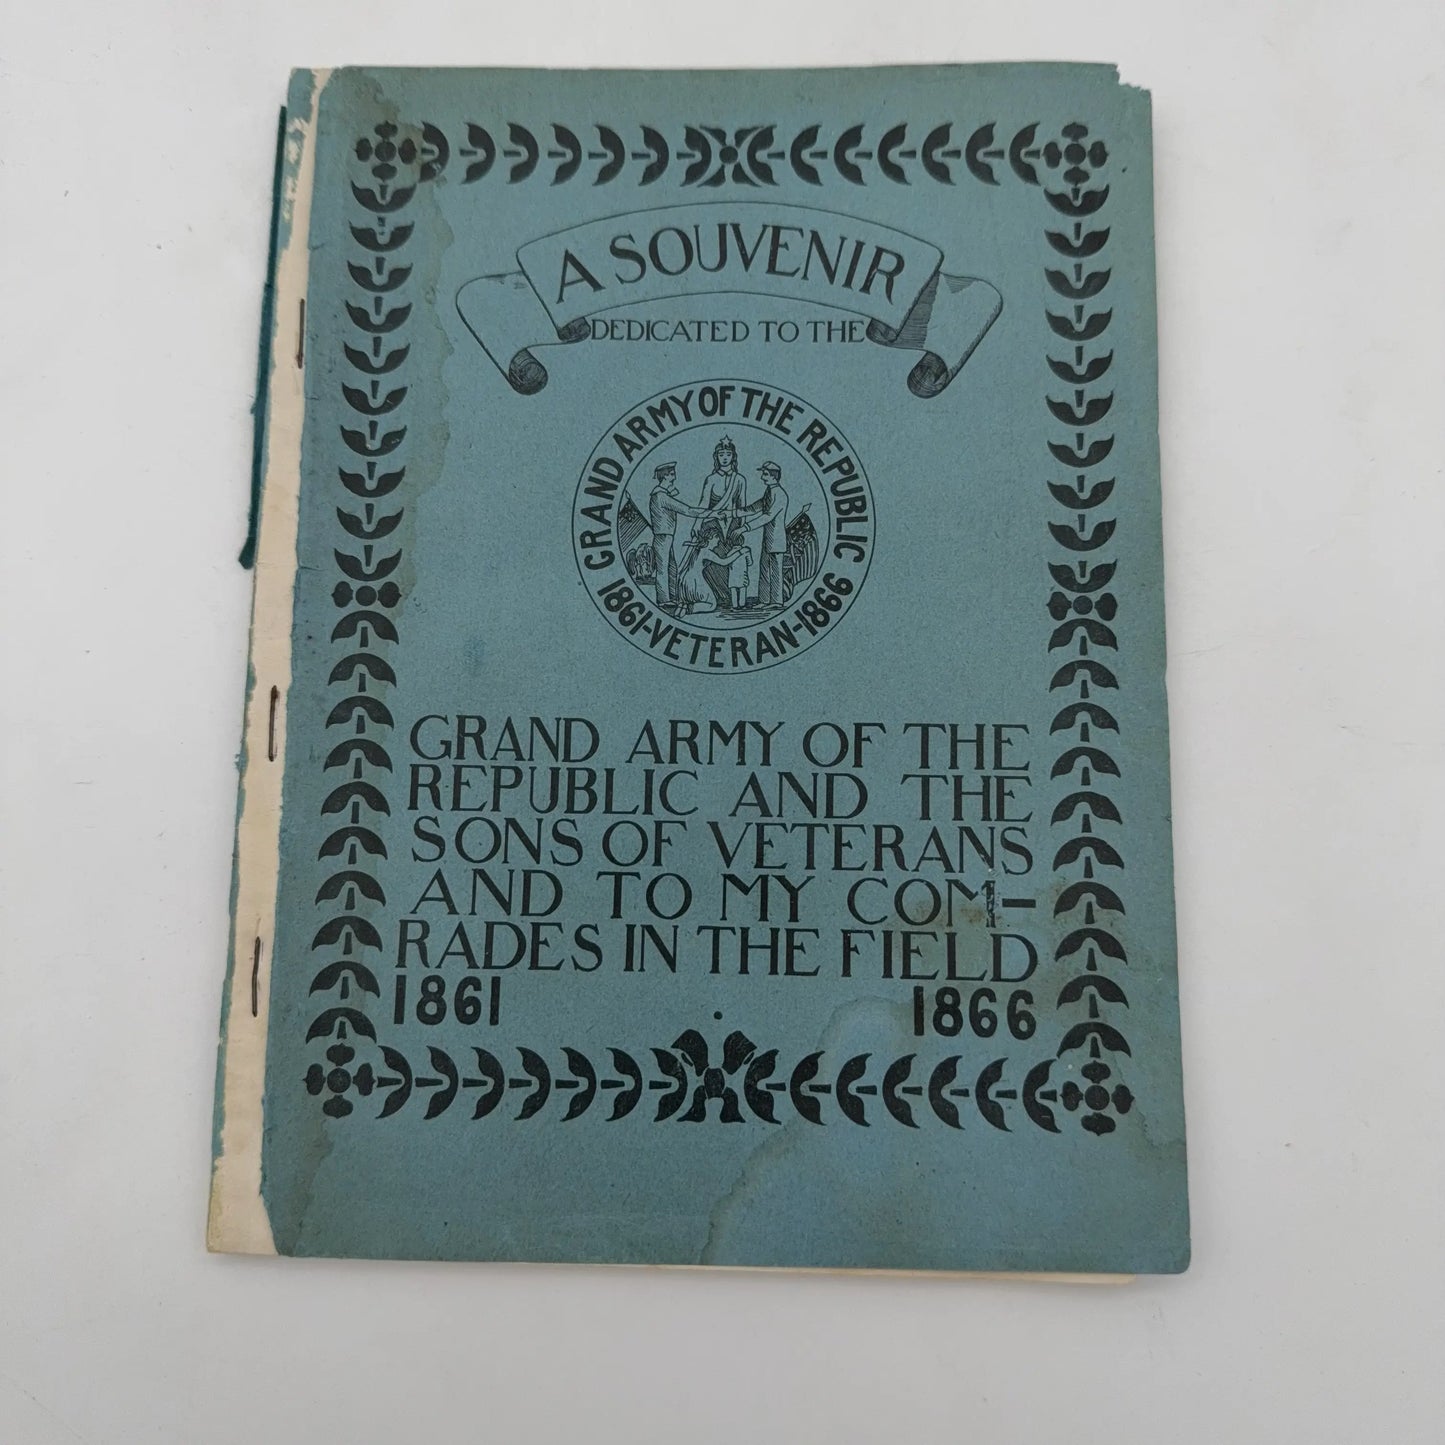 A SOUVENIR
DEDICATED TO THE
GRAND ARMY OF THE REPUBLIC
1861-VETERAN-1866
GRAND ARMY OF THE
REPUBLIC AND THE
SONS OF VETERANS
AND TO MY COM-
RADES IN THE FIELD
1861 1866